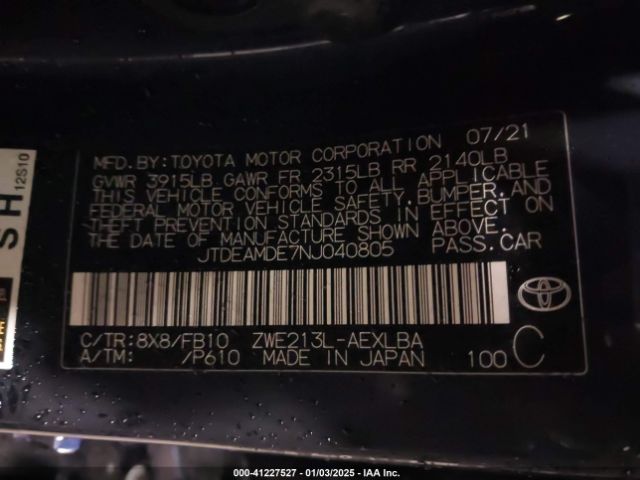 MFD.BY:TOYOTA MOTOR CORPORATION 07/21
GVWR 3915LB GAWR FR 2315LB RR 2140LB
THIS VEHICLE CONFORMS TO ALL APPLICABLE
FEDERAL MOTOR VEHICLE SAFETY,BUMPER,AND
THEFT PREVENTION STANDARDS IN EFFECT ON
THE DATE OF MANUFACTURE SHOWN ABOVE.
JTDEAMDE7NJ040805 PASS.CAR
C/TR:8X8/FB10 ZWE213L-AEXLBA
A/TM: /P610 MADE IN JAPAN 100 C
SH
12S10
000-41227527 - 01/03/2025 - IAA Inc.